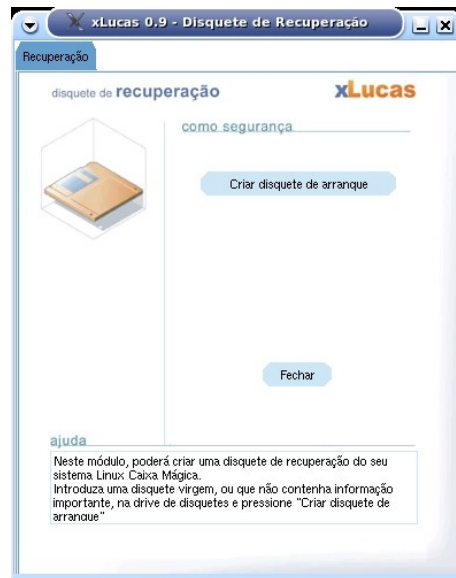 xLucas 0.9 - Disquete de Recuperação
Recuperação
disquete de recuperação
xLucas
como segurança
Criar disquete de arranque
Fechar
ajuda
Neste módulo, poderá criar uma disquete de recuperação do seu
sistema Linux Caixa Mágica.
Introduza uma disquete virgem, ou que não contenha informação
importante, na drive de disquetes e pressione "Criar disquete de
arranque"